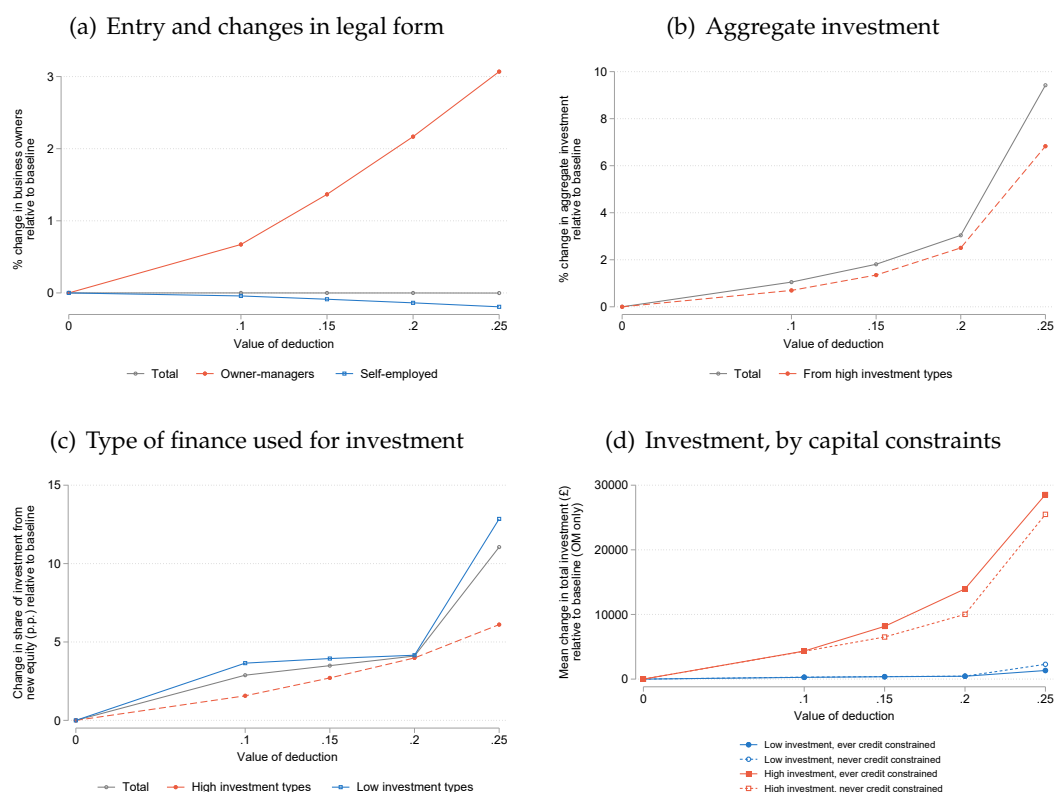 (a) Entry and changes in legal form
% change in business owners
relative to baseline
3
2
1
0
0
.1
.15
.2
.25
Value of deduction
Total
Owner-managers
Self-employed
(b) Aggregate investment
% change in aggregate investment
relative to baseline
10
8
6
4
2
0
0
.1
.15
.2
.25
Value of deduction
Total
From high investment types
(c) Type of finance used for investment
Change in share of investment from
new equity (p.p.) relative to baseline
15
10
5
0
0
.1
.15
.2
.25
Value of deduction
Total
High investment types
Low investment types
(d) Investment, by capital constraints
Mean change in total investment (£)
relative to baseline (OM only)
30000
20000
10000
0
0
.1
.15
.2
.25
Value of deduction
Low investment, ever credit constrained
Low investment, never credit constrained
High investment, ever credit constrained
High investment, never credit constrained